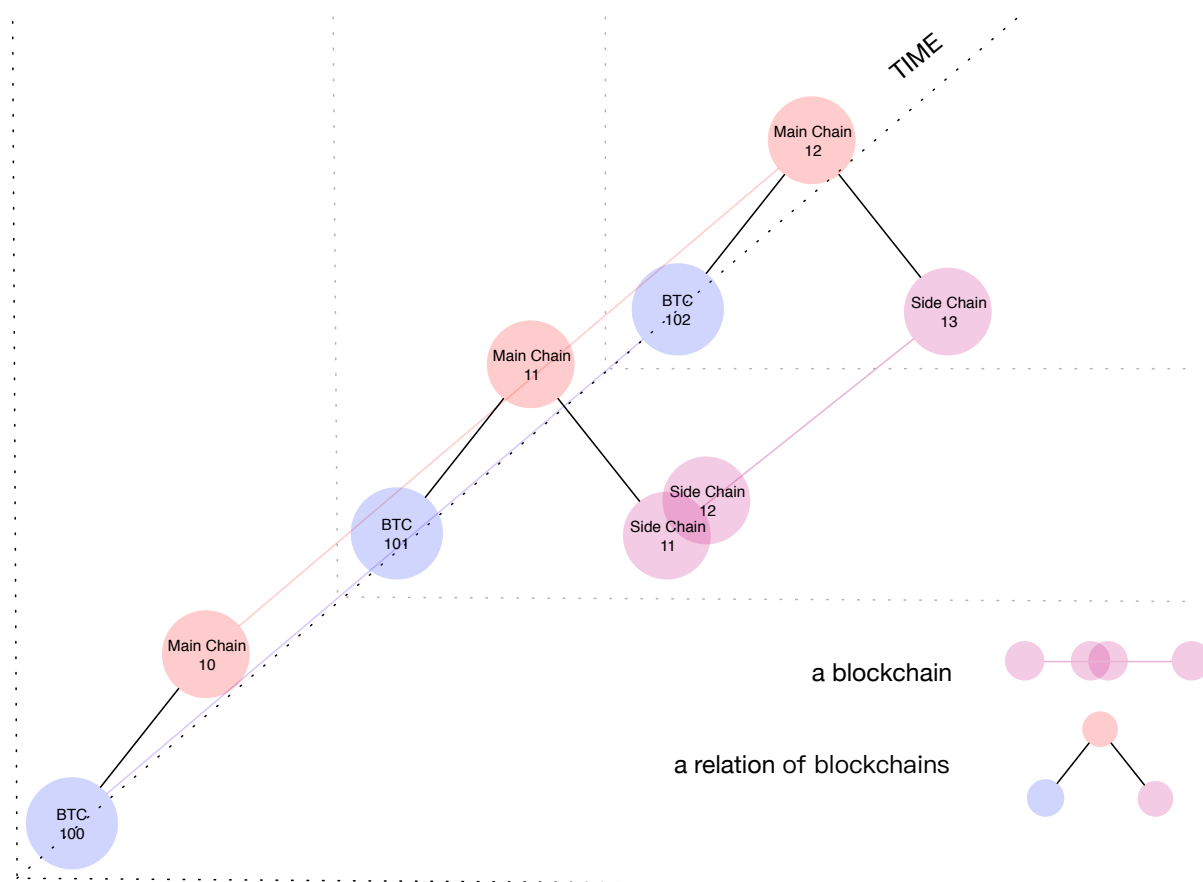 TIME
Main Chain
12
BTC
102
Side Chain
13
Main Chain
11
Side Chain
12
BTC
101
Side Chain
11
Main Chain
10
BTC
100
a blockchain
a relation of blockchains